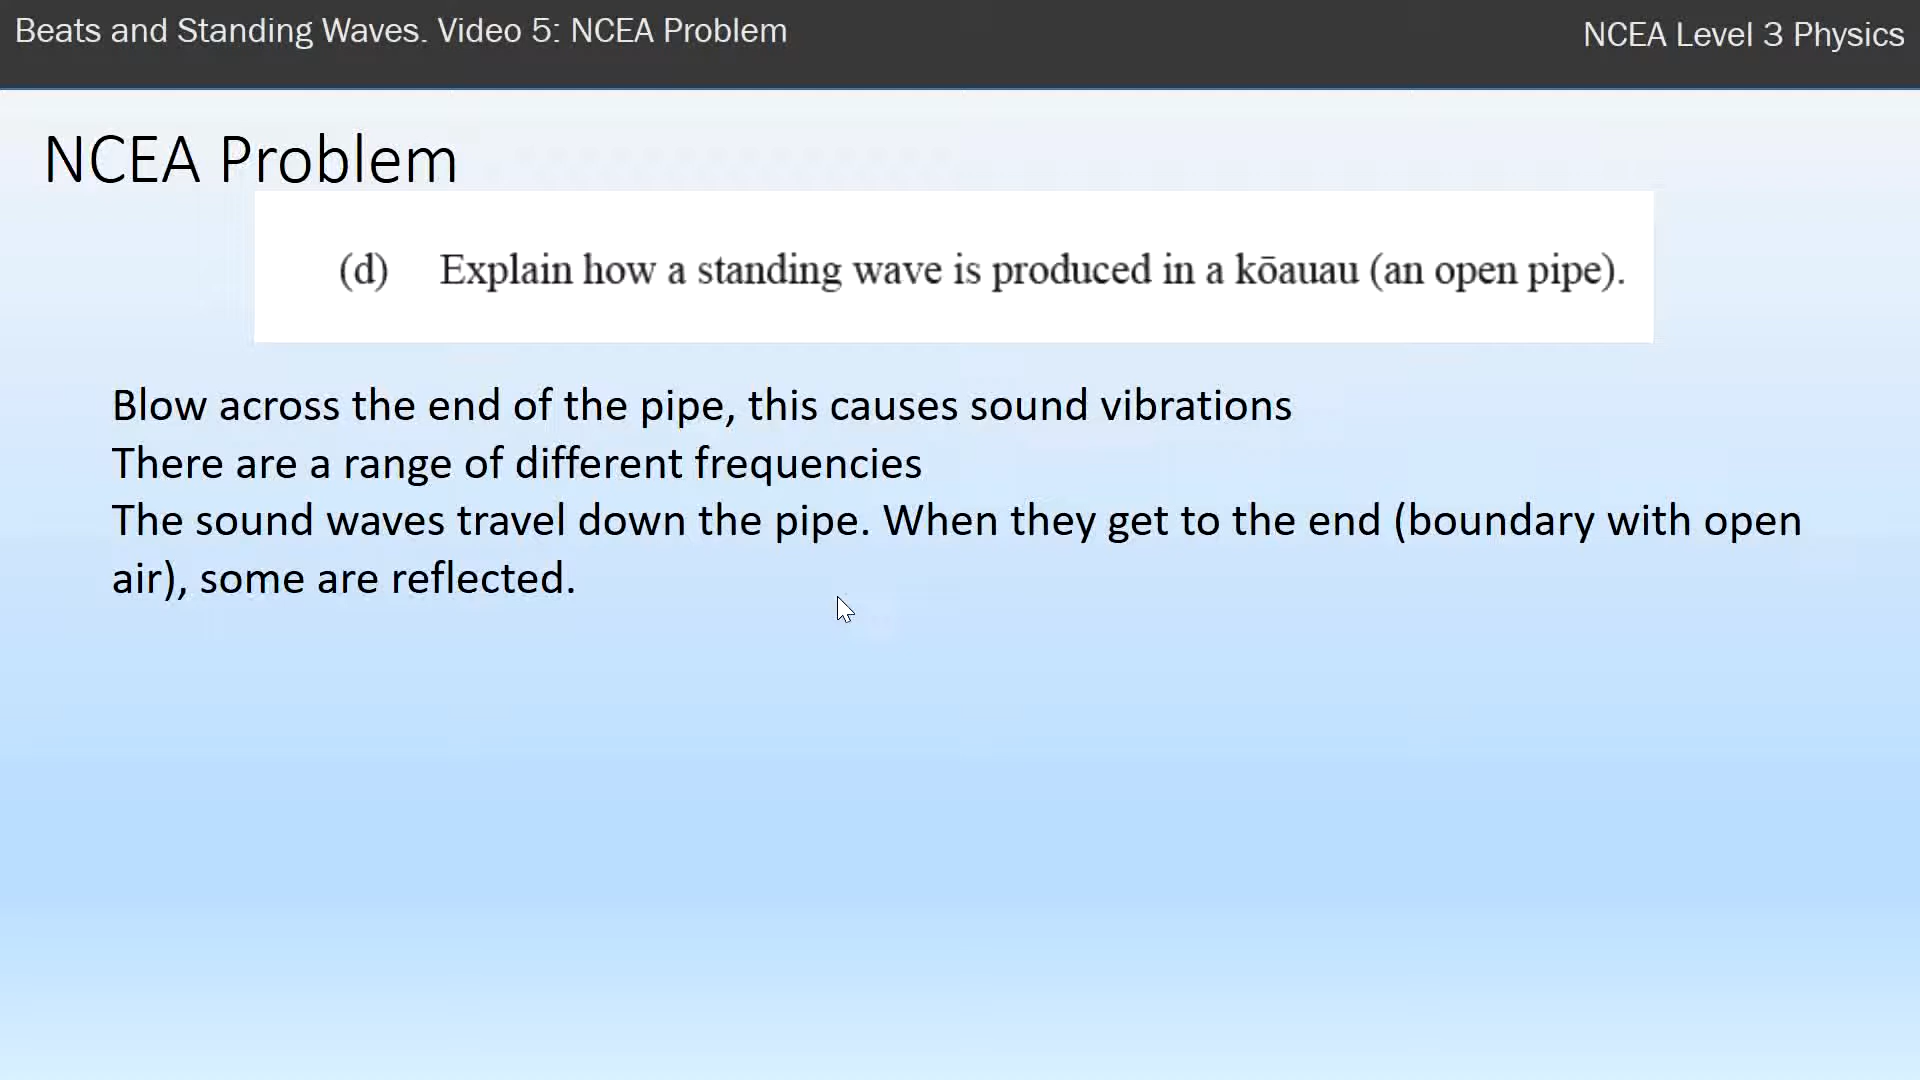 Beats and Standing Waves. Video 5: NCEA Problem
NCEA Level 3 Physics
NCEA Problem
(d) Explain how a standing wave is produced in a kōauau (an open pipe).
Blow across the end of the pipe, this causes sound vibrations
There are a range of different frequencies
The sound waves travel down the pipe. When they get to the end (boundary with open
air), some are reflected.